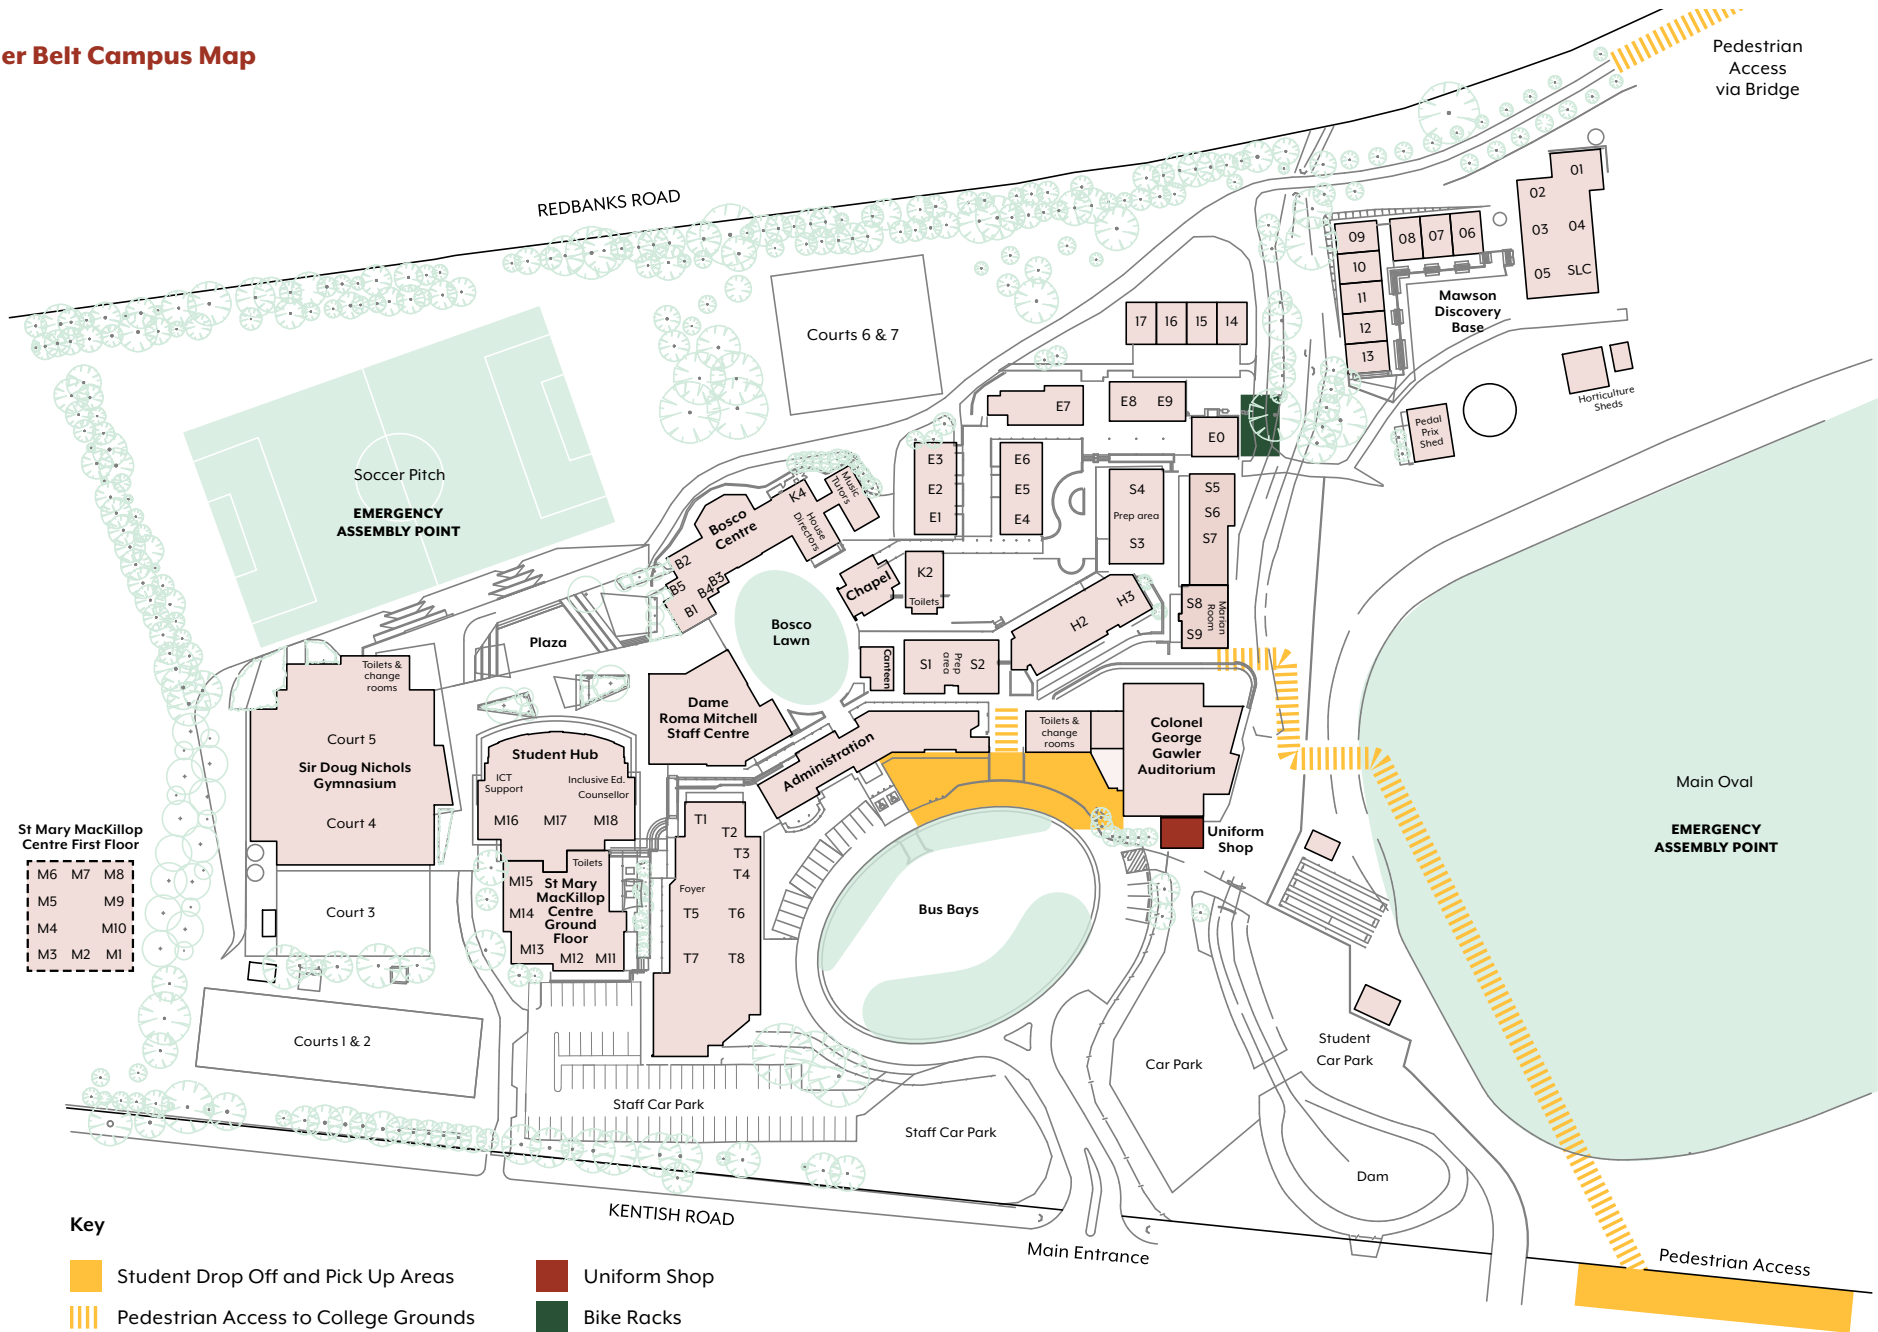 er Belt Campus Map
Pedestrian
Access
via Bridge
REDBANKS ROAD
01
02
03
04
05
SLC
09
08
07
06
10
11
12
13
Mawson
Discovery
Base
17
16
15
14
Courts 6 & 7
Horticulture
Sheds
Pedal
Prix
Shed
E7
E8
E9
E0
E3
E2
E1
E6
E5
E4
S4
Prep area
S3
S5
S6
S7
S8
S9
Marian
Room
Soccer Pitch
EMERGENCY
ASSEMBLY POINT
Bosco
Centre
K4
Music
Tutors
House
Directors
B2
B5
B4
B3
B1
Chapel
K2
Toilets
H2
H3
Bosco
Lawn
Plaza
Canteen
S1
Prep
area
S2
Toilets &
change
rooms
Court 5
Sir Doug Nichols
Gymnasium
Court 4
Dame
Roma Mitchell
Staff Centre
Administration
Toilets &
change
rooms
Colonel
George
Gawler
Auditorium
Student Hub
ICT
Support
Inclusive Ed.
Counsellor
M16
M17
M18
Toilets
M15
M14
M13
M12
M11
St Mary
MacKillop
Centre
Ground
Floor
T1
T2
T3
T4
Foyer
T5
T6
T7
T8
Uniform
Shop
Bus Bays
Main Oval
EMERGENCY
ASSEMBLY POINT
St Mary MacKillop
Centre First Floor
M6
M7
M8
M5
M9
M4
M10
M3
M2
M1
Court 3
Courts 1 & 2
Staff Car Park
Staff Car Park
Car Park
Student
Car Park
Dam
KENTISH ROAD
Main Entrance
Pedestrian Access
Key
Student Drop Off and Pick Up Areas
Pedestrian Access to College Grounds
Uniform Shop
Bike Racks